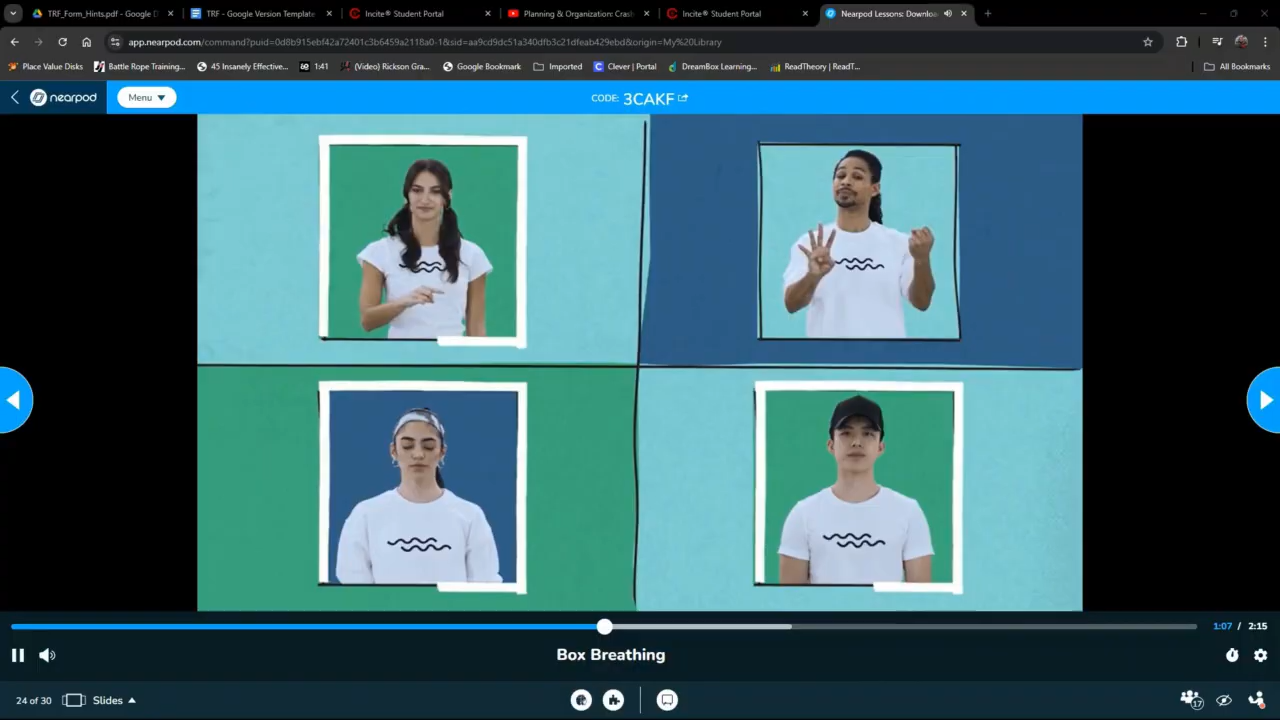 TRF_Form_Hints.pdf - Google D
TRF - Google Version Template
Incite® Student Portal
Planning & Organization: Crash
Incite® Student Portal
Nearpod Lessons: Downloa
app.nearpod.com/command?puid=0d8b915ebf42a72401c3b6459a2118a0-1&sid=aa9cd9dc51a340dfb3c21dfeab429ebd&origin=My%20Library
Place Value Disks
Battle Rope Training...
45 Insanely Effective...
1:41
(Video) Rickson Gra...
Google Bookmark
Imported
Clever | Portal
DreamBox Learning...
ReadTheory | ReadT...
All Bookmarks
nearpod
Menu
CODE: 3CAKF
1:07 / 2:15
Box Breathing
24 of 30
Slides
17